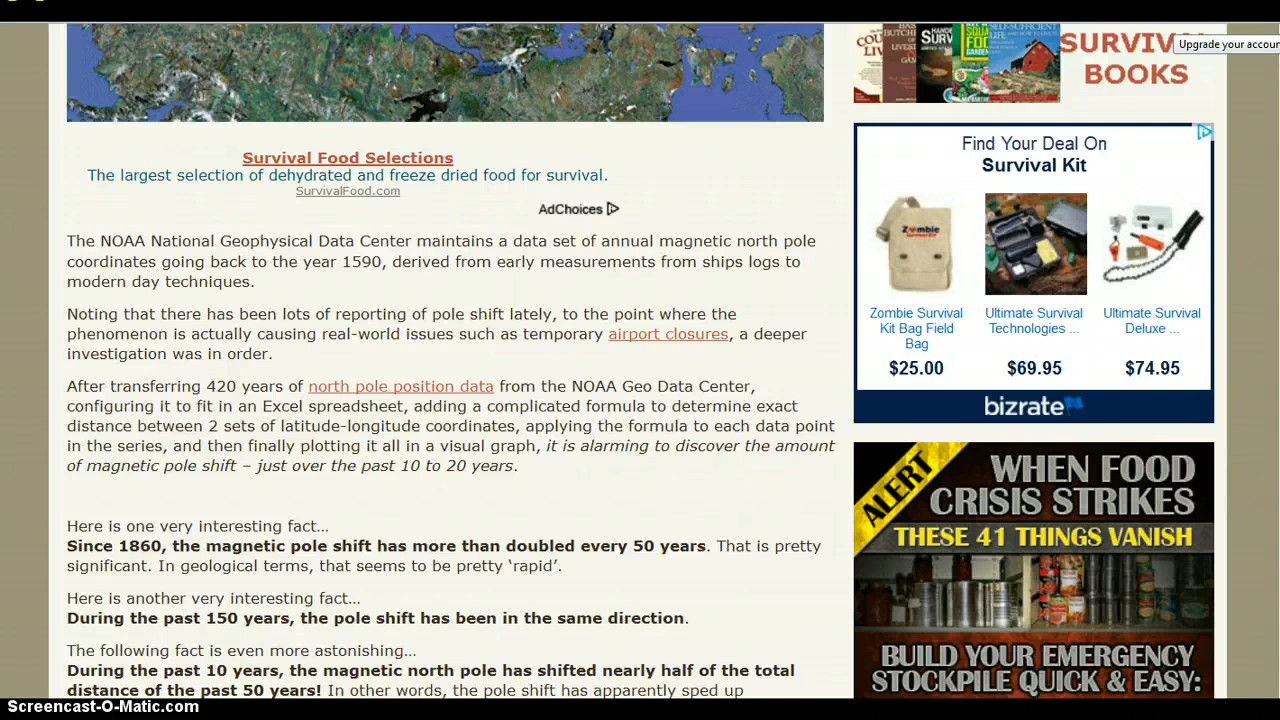 SURVIVAL
BOOKS
Upgrade your accoun
Survival Food Selections
The largest selection of dehydrated and freeze dried food for survival.
SurvivalFood.com
AdChoices
The NOAA National Geophysical Data Center maintains a data set of annual magnetic north pole
coordinates going back to the year 1590, derived from early measurements from ships logs to
modern day techniques.
Noting that there has been lots of reporting of pole shift lately, to the point where the
phenomenon is actually causing real-world issues such as temporary airport closures, a deeper
investigation was in order.
After transferring 420 years of north pole position data from the NOAA Geo Data Center,
configuring it to fit in an Excel spreadsheet, adding a complicated formula to determine exact
distance between 2 sets of latitude-longitude coordinates, applying the formula to each data point
in the series, and then finally plotting it all in a visual graph, it is alarming to discover the amount
of magnetic pole shift – just over the past 10 to 20 years.
Here is one very interesting fact...
Since 1860, the magnetic pole shift has more than doubled every 50 years. That is pretty
significant. In geological terms, that seems to be pretty ‘rapid’.
Here is another very interesting fact...
During the past 150 years, the pole shift has been in the same direction.
The following fact is even more astonishing...
During the past 10 years, the magnetic north pole has shifted nearly half of the total
distance of the past 50 years! In other words, the pole shift has apparently sped up
Find Your Deal On
Survival Kit
Zombie Survival
Kit Bag Field
Bag
$25.00
Ultimate Survival
Technologies ...
$69.95
Ultimate Survival
Deluxe ...
$74.95
bizrate
ALERT
WHEN FOOD
CRISIS STRIKES
THESE 41 THINGS VANISH
BUILD YOUR EMERGENCY
STOCKPILE QUICK & EASY:
Screencast-O-Matic.com